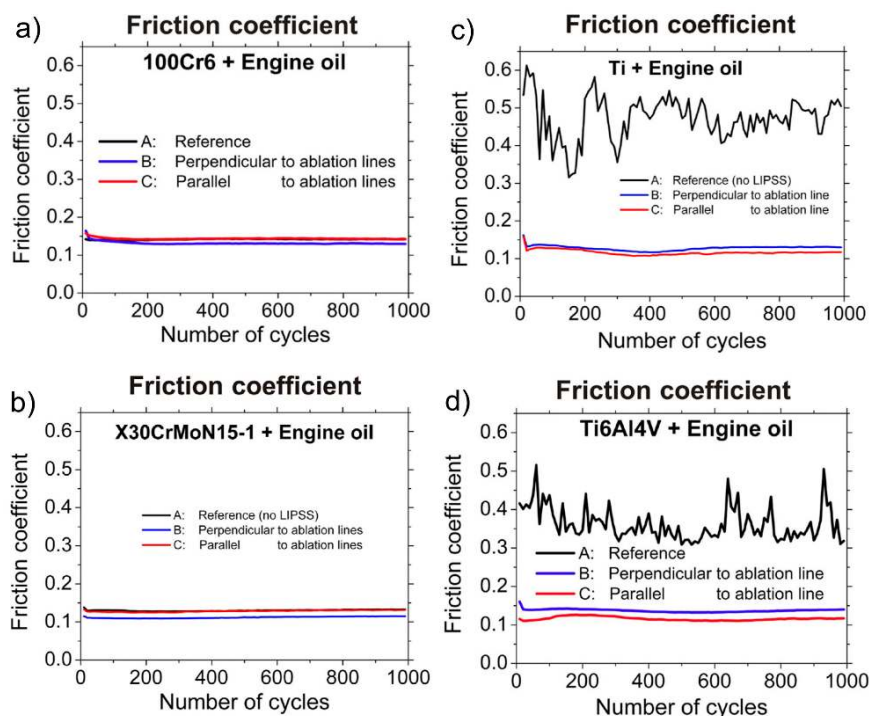 a)
Friction coefficient
100Cr6 + Engine oil
A: Reference
B: Perpendicular to ablation lines
C: Parallel to ablation lines
Friction coefficient
0.6
0.5
0.4
0.3
0.2
0.1
0.0
0 200 400 600 800 1000
Number of cycles
b)
Friction coefficient
X30CrMoN15-1 + Engine oil
A: Reference (no LIPSS)
B: Perpendicular to ablation lines
C: Parallel to ablation lines
Friction coefficient
0.6
0.5
0.4
0.3
0.2
0.1
0.0
0 200 400 600 800 1000
Number of cycles
c)
Friction coefficient
Ti + Engine oil
A: Reference (no LIPSS)
B: Perpendicular to ablation line
C: Parallel to ablation line
Friction coefficient
0.6
0.5
0.4
0.3
0.2
0.1
0.0
0 200 400 600 800 1000
Number of cycles
d)
Friction coefficient
Ti6Al4V + Engine oil
A: Reference
B: Perpendicular to ablation line
C: Parallel to ablation line
Friction coefficient
0.6
0.5
0.4
0.3
0.2
0.1
0.0
0 200 400 600 800 1000
Number of cycles